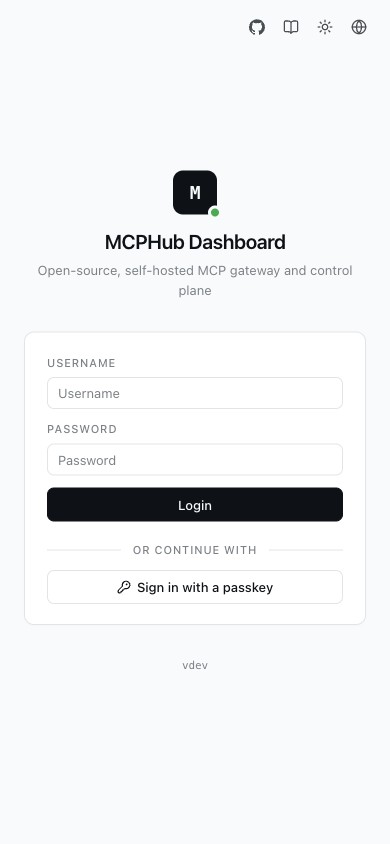 M
MCPHub Dashboard
Open-source, self-hosted MCP gateway and control
plane
USERNAME
Username
PASSWORD
Password
Login
OR CONTINUE WITH
Sign in with a passkey
vdev